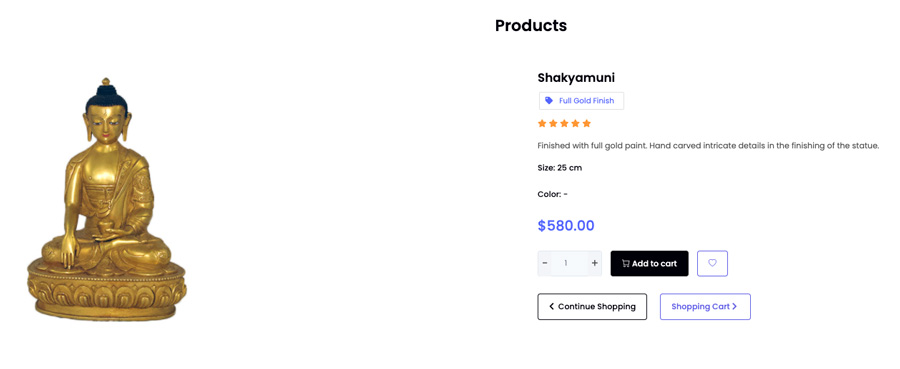 Products
Shakyamuni
Full Gold Finish
Finished with full gold paint. Hand carved intricate details in the finishing of the statue.
Size: 25 cm
Color: -
$580.00
- 1 + Add to cart
Continue Shopping Shopping Cart